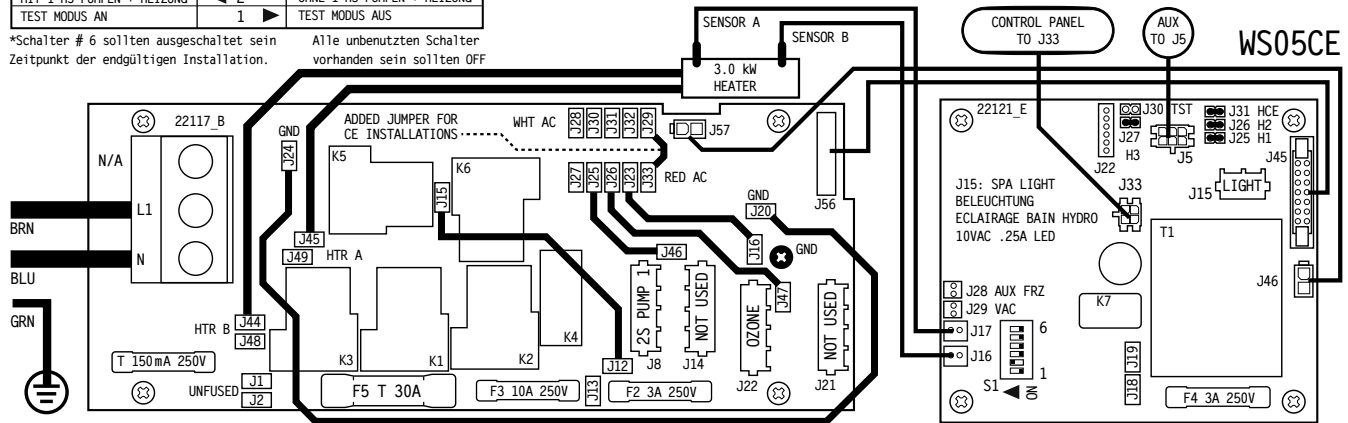 TEST MODUS AN 1 TEST MODUS AUS
*Schalter # 6 sollten ausgeschaltet sein
Zeitpunkt der endgültigen Installation.
Alle unbenutzten Schalter
vorhanden sein sollten OFF
SENSOR A
SENSOR B
3.0 kW
HEATER
CONTROL PANEL
TO J33
AUX
TO J5
WS05CE
22117_B
N/A
L1
N
BRN
BLU
GRN
GND
J24
ADDED JUMPER FOR
CE INSTALLATIONS
WHT AC
J28
J30
J31
J32
J29
J57
K5
K6
J15
J27
J25
J26
J23
J33
RED AC
J56
GND
J20
J16
GND
J45
J49
HTR A
J46
J47
HTR B
J44
J48
K3
K1
K2
K4
2S PUMP 1
J8
NOT USED
J14
OZONE
J22
NOT USED
J21
J12
T 150mA 250V
UNFUSED
J1
J2
F5 T 30A
F3 10A 250V
J13
F2 3A 250V
22121_E
J22
J30 TST
J27
H3
J5
J31 HCE
J26 H2
J25 H1
J45
J15
LIGHT
J33
J15: SPA LIGHT
BELEUCHTUNG
ECLAIRAGE BAIN HYDRO
10VAC .25A LED
T1
J46
K7
J28 AUX FRZ
J29 VAC
J17
J16
6
1
S1
ON
J19
J18
F4 3A 250V